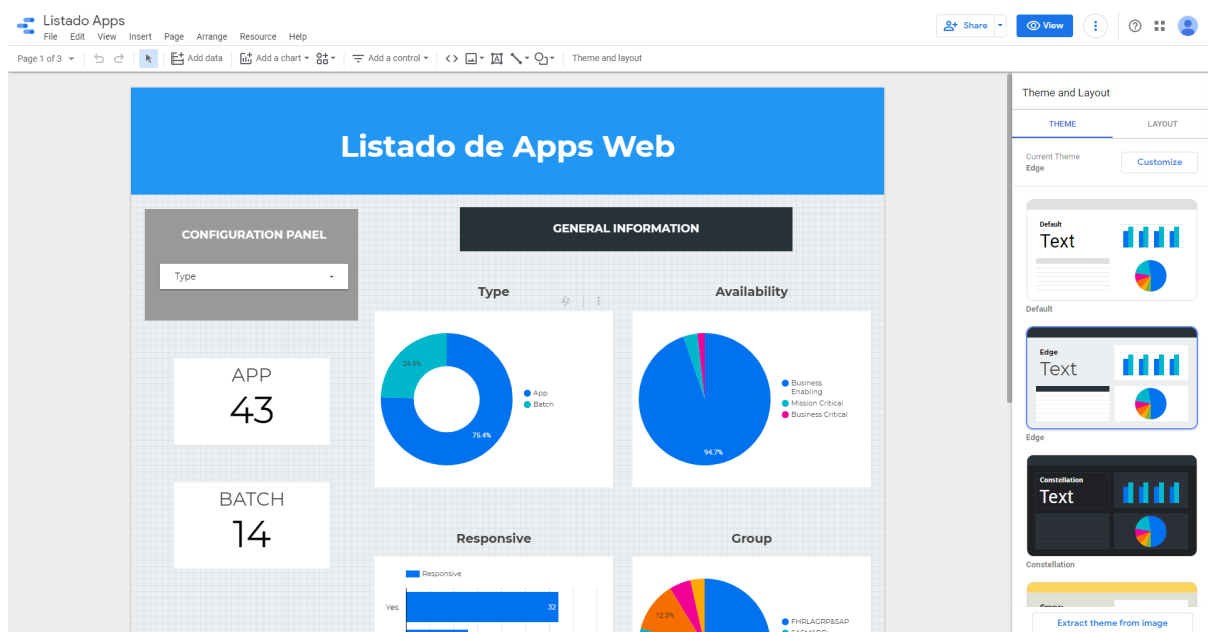 Listado Apps
File Edit View Insert Page Arrange Resource Help
Share
View
Page 1 of 3
Add data
Add a chart
Add a control
Theme and layout
Listado de Apps Web
CONFIGURATION PANEL
Type
GENERAL INFORMATION
APP
43
BATCH
14
Type
24.6%
75.4%
App
Batch
Availability
94.7%
Business
Enabling
Mission Critical
Business Critical
Responsive
Responsive
Yes
32
Group
12.3%
FHRLAGRP&SAP
Theme and Layout
THEME
LAYOUT
Current Theme
Edge
Customize
Default
Text
Default
Edge
Text
Edge
Constellation
Text
Constellation
Extract theme from image